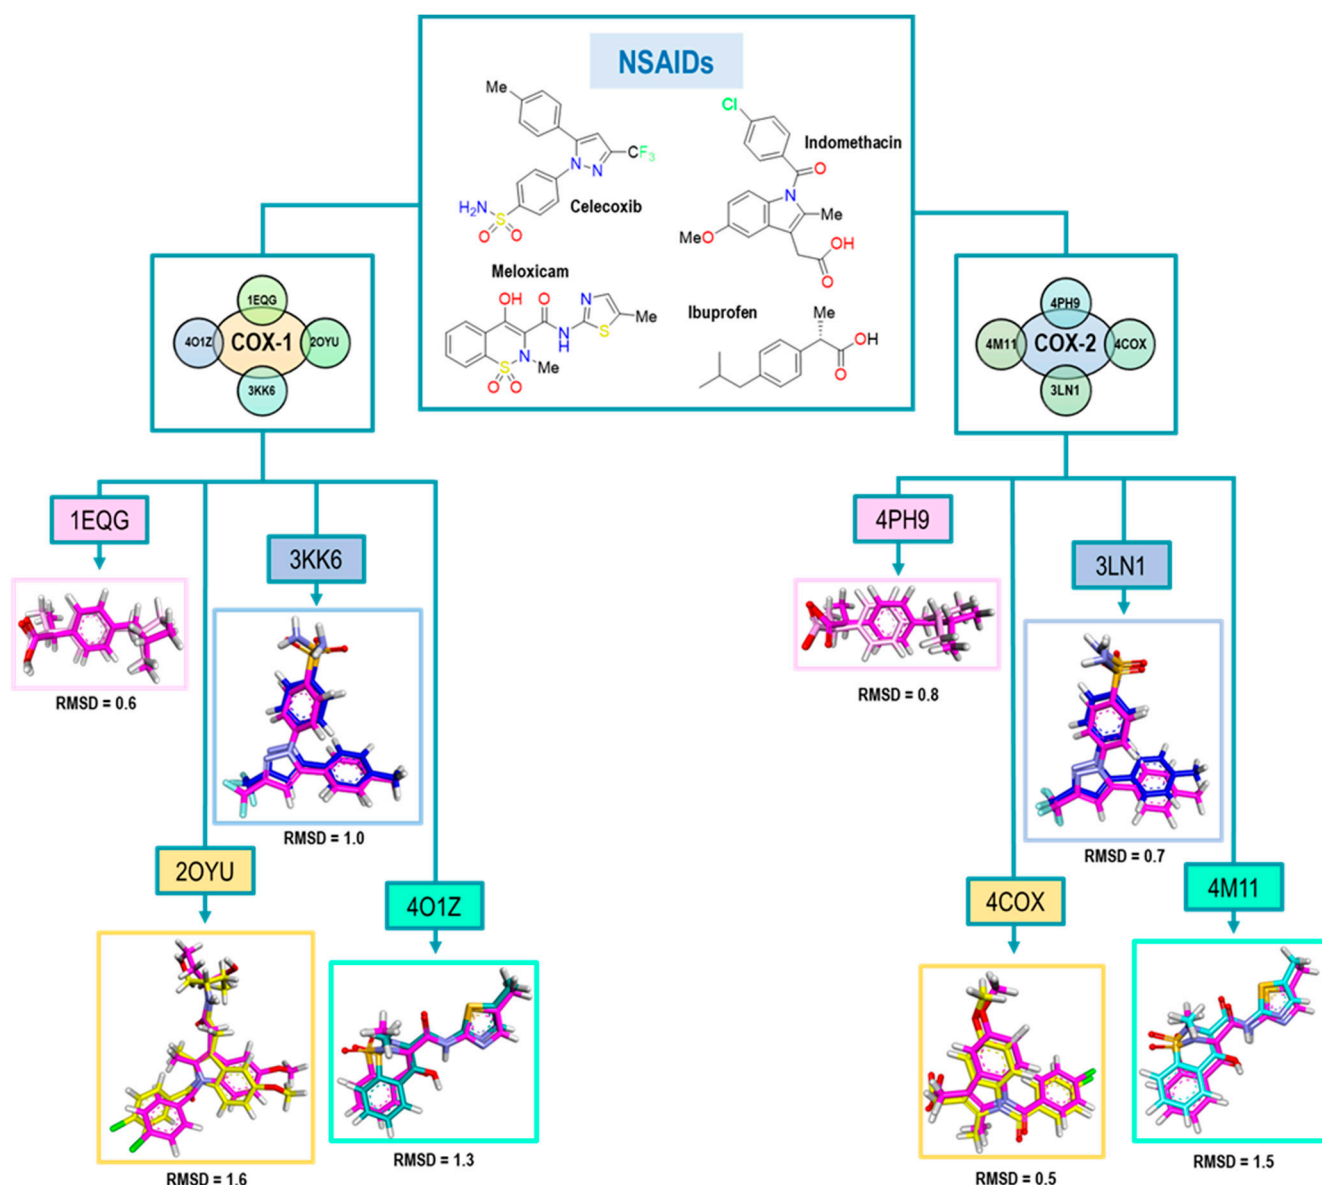 NSAIDs
Me
N
N
CF3
H2N
S
O
O
Celecoxib
Cl
Indomethacin
O
N
Me
MeO
OH
O
Meloxicam
OH
O
N
Me
N
H
S
N
Me
S
O
O
Ibuprofen
Me
OH
O
1EQG
4O1Z
COX-1
2OYU
3KK6
4PH9
4M11
COX-2
4COX
3LN1
1EQG
RMSD = 0.6
3KK6
RMSD = 1.0
2OYU
RMSD = 1.6
4O1Z
RMSD = 1.3
4PH9
RMSD = 0.8
3LN1
RMSD = 0.7
4COX
RMSD = 0.5
4M11
RMSD = 1.5